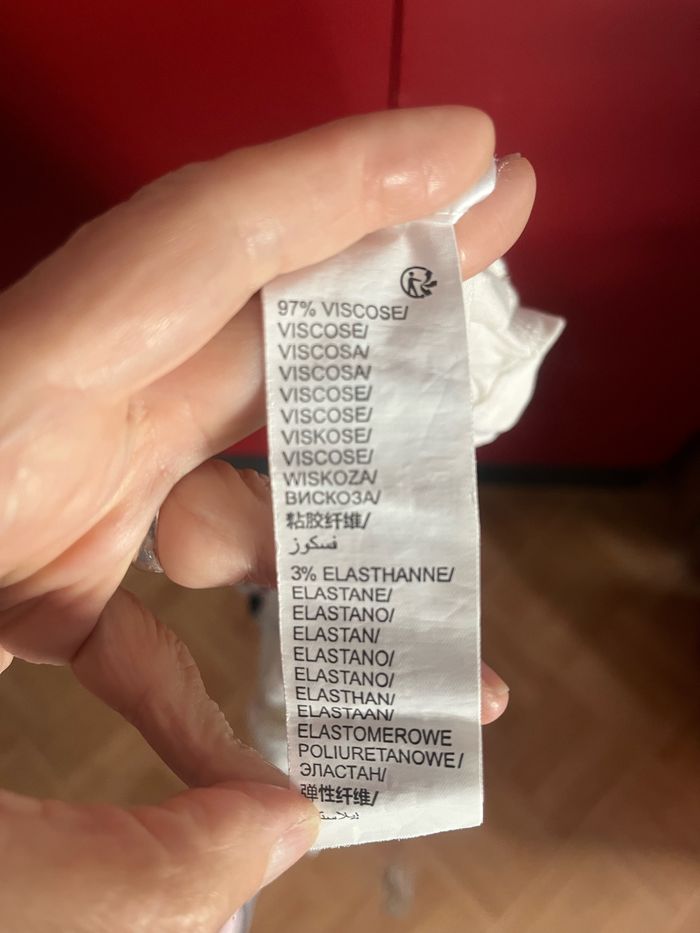 97% VISCOSE/
VISCOSE/
VISCOSA/
VISCOSA/
VISCOSE/
VISCOSE/
VISKOSE/
VISCOSE/
WISKOZA/
ВИСКОЗА/
粘胶纤维/
فسكوز
3% ELASTHANNE/
ELASTANE/
ELASTANO/
ELASTAN/
ELASTANO/
ELASTANO/
ELASTHAN/
ELASTAAN/
ELASTOMEROWE
POLIURETANOWE/
ЭЛАСТАН/
弹性纤维/